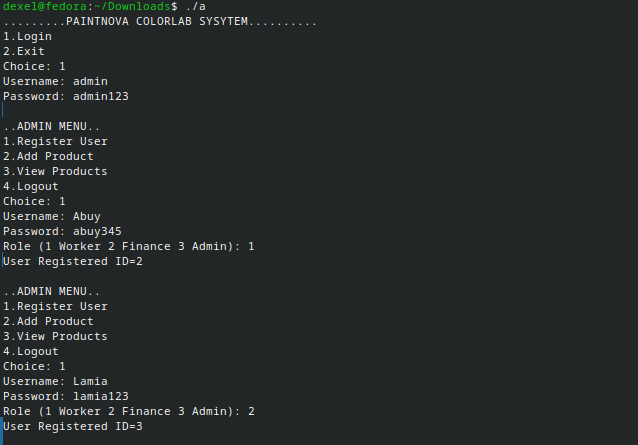 dexel@fedora:~/Downloads$ ./a
.........PAINTNOVA COLORLAB SYSYTEM..........
1.Login
2.Exit
Choice: 1
Username: admin
Password: admin123
..ADMIN MENU..
1.Register User
2.Add Product
3.View Products
4.Logout
Choice: 1
Username: Abuy
Password: abuy345
Role (1 Worker 2 Finance 3 Admin): 1
User Registered ID=2
..ADMIN MENU..
1.Register User
2.Add Product
3.View Products
4.Logout
Choice: 1
Username: Lamia
Password: lamia123
Role (1 Worker 2 Finance 3 Admin): 2
User Registered ID=3